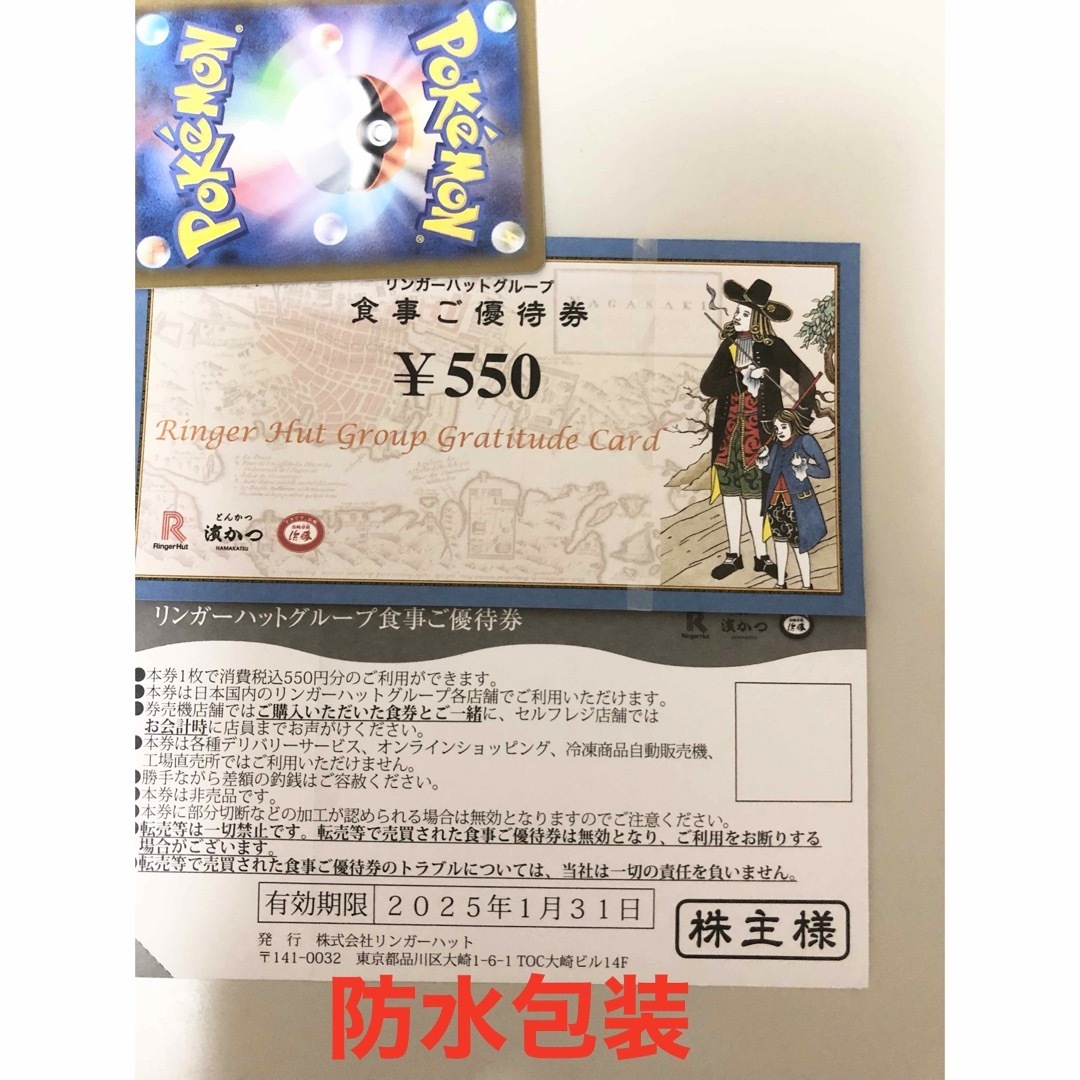 POKéMON
POKéMON
リンガーハットグループ
食事ご優待券
NAGASAKI
￥550
Ringer Hut Group Gratitude Card
R
RingerHut
とんかつ
濵かつ
HAMAKATSU
リンガーハットグループ食事ご優待券
R
RingerHut
濵かつ
HAMAKATSU
●本券1枚で消費税込550円分のご利用ができます。
●本券は日本国内のリンガーハットグループ各店舗でご利用いただけます。
●券売機店舗ではご購入いただいた食券とご一緒に、セルフレジ店舗では
お会計時に店員までお声がけください。
●本券は各種デリバリーサービス、オンラインショッピング、冷凍商品自動販売機、
工場直売所ではご利用いただけません。
●勝手ながら差額の釣銭はご容赦ください。
●本券は非売品です。
●本券に部分切断などの加工が認められる場合は無効となりますのでご注意ください。
●転売等は一切禁止です。転売等で売買された食事ご優待券は無効となり、ご利用をお断りする
場合がございます。
●転売等で売買された食事ご優待券のトラブルについては、当社は一切の責任を負いません。
有効期限 2025年1月31日
株主様
発 行 株式会社リンガーハット
〒141-0032 東京都品川区大崎1-6-1 TOC大崎ビル14F
防水包装